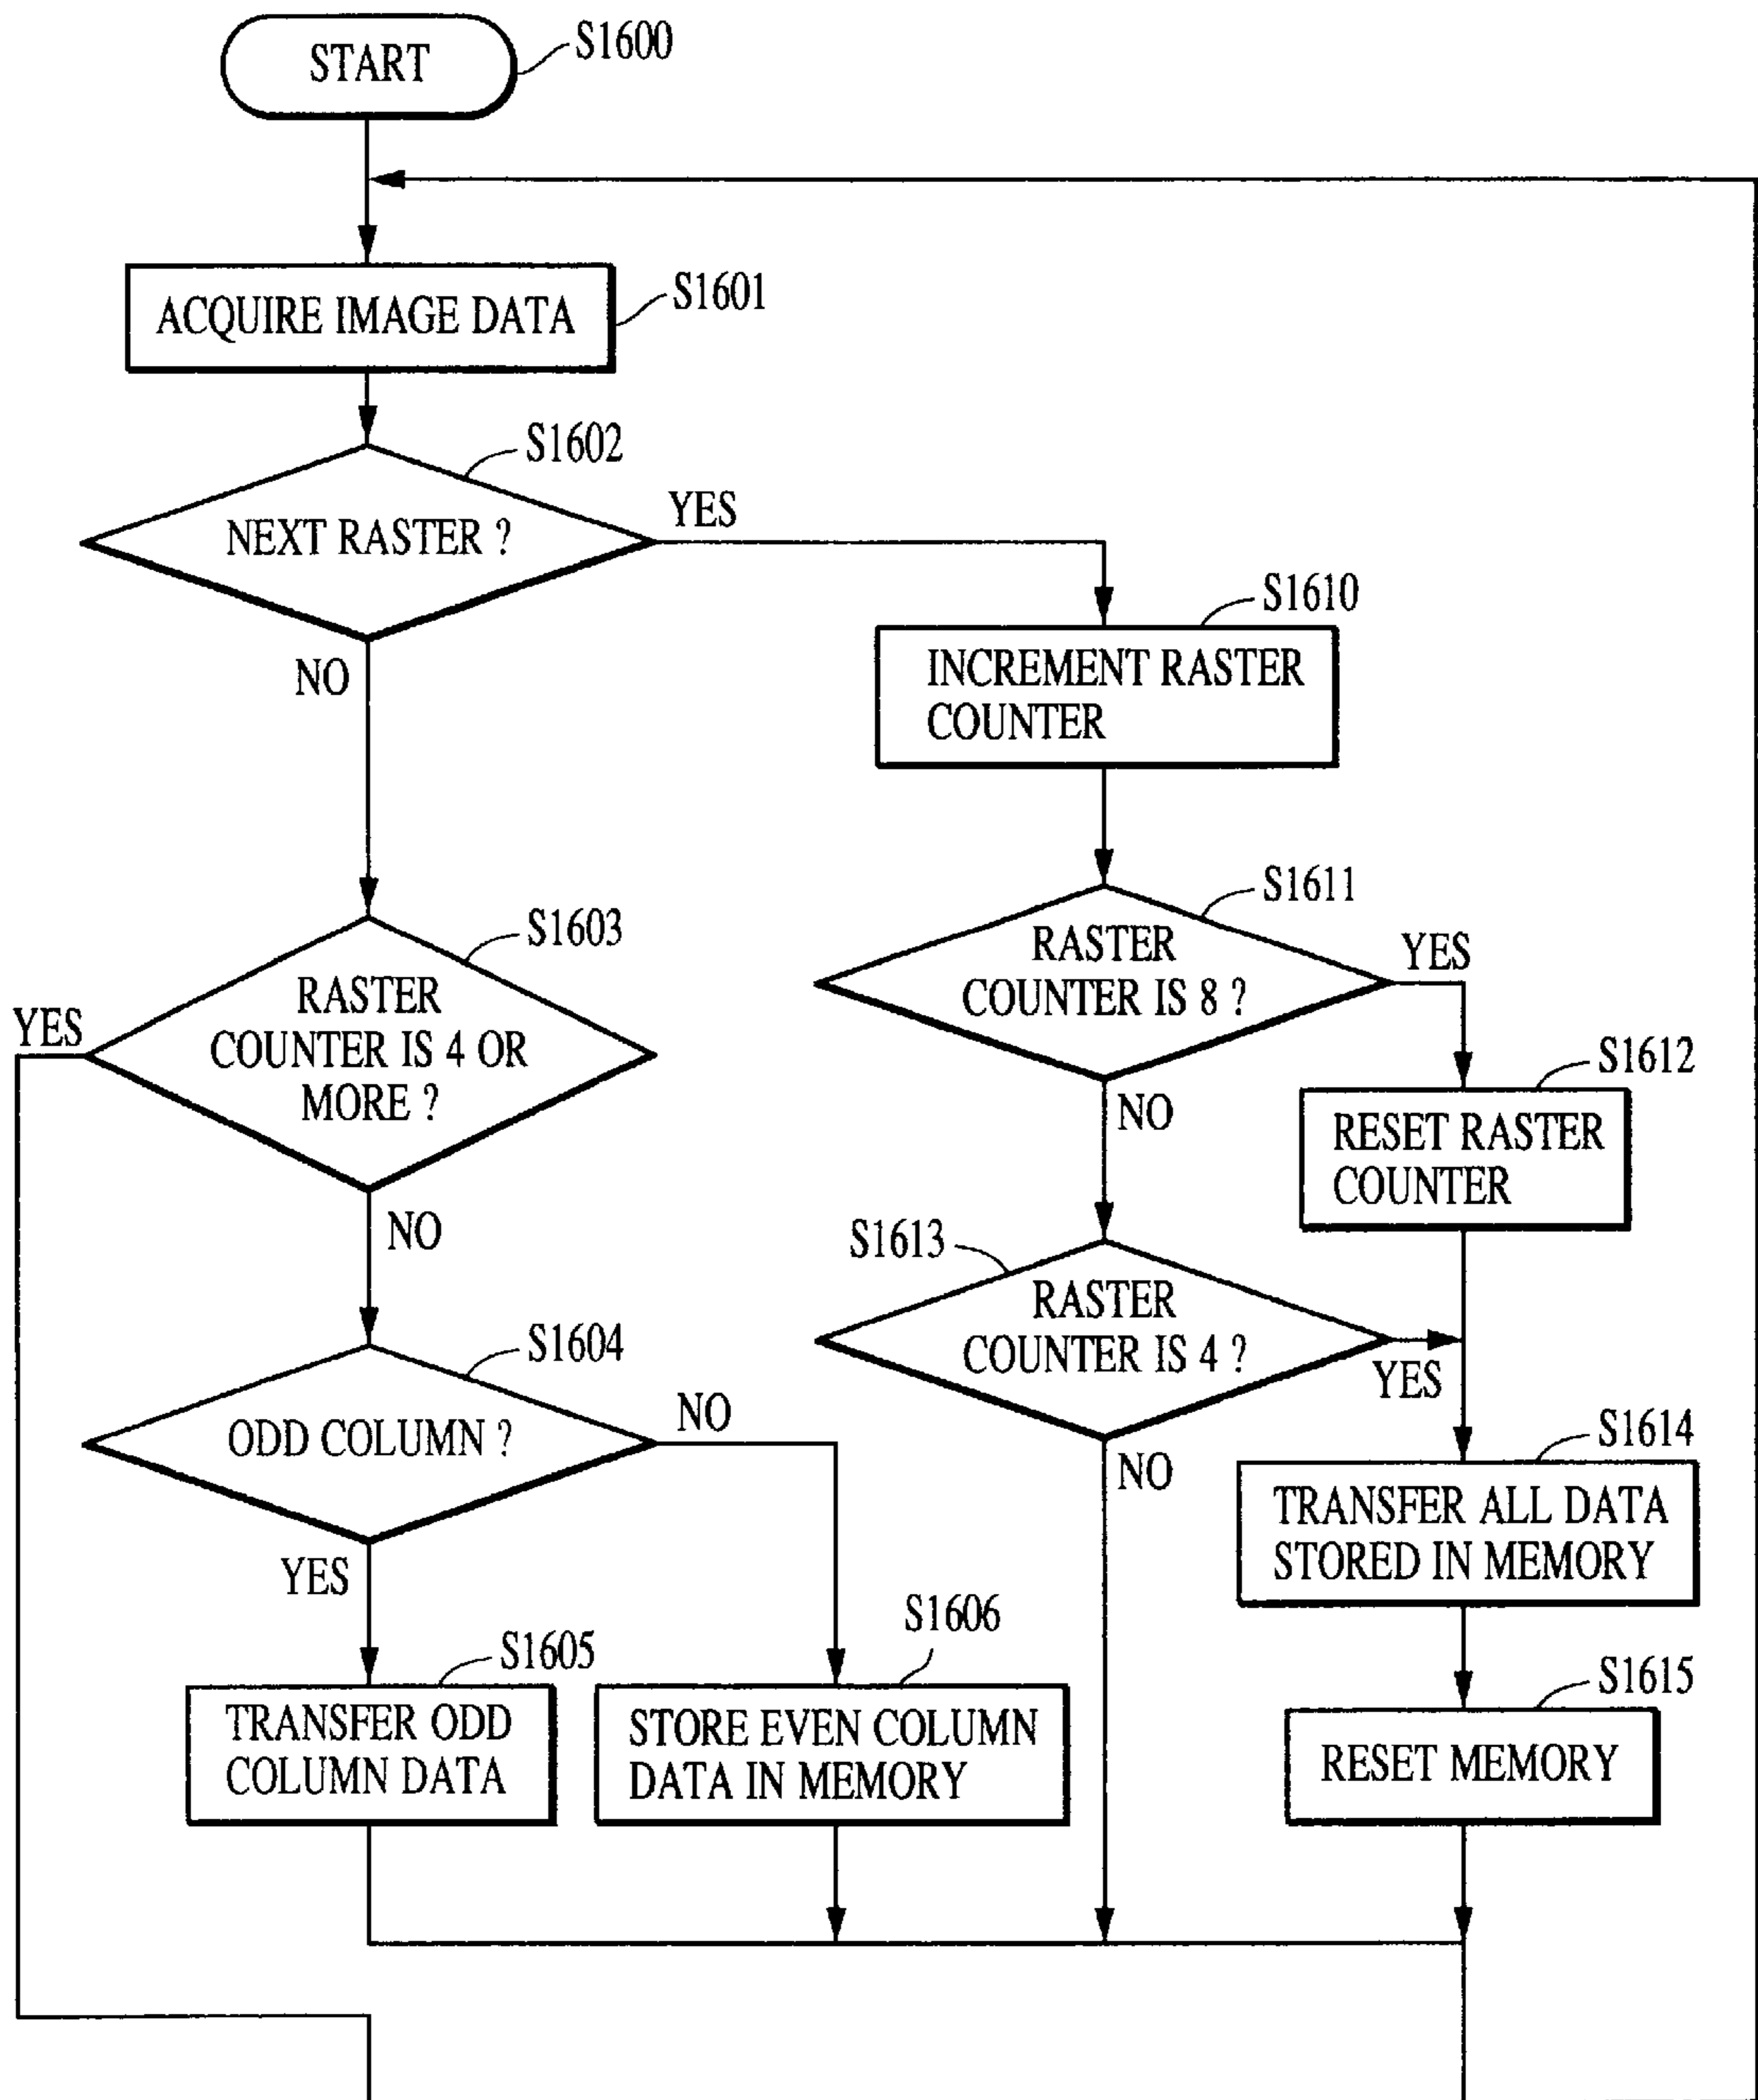 START
S1600
ACQUIRE IMAGE DATA
S1601
S1602
NEXT RASTER ?
YES
NO
S1610
INCREMENT RASTER
COUNTER
S1603
RASTER
COUNTER IS 4 OR
MORE ?
YES
NO
S1611
RASTER
COUNTER IS 8 ?
YES
NO
S1612
RESET RASTER
COUNTER
S1613
RASTER
COUNTER IS 4 ?
YES
NO
S1604
ODD COLUMN ?
NO
YES
S1614
TRANSFER ALL DATA
STORED IN MEMORY
S1605
TRANSFER ODD
COLUMN DATA
S1606
STORE EVEN COLUMN
DATA IN MEMORY
S1615
RESET MEMORY